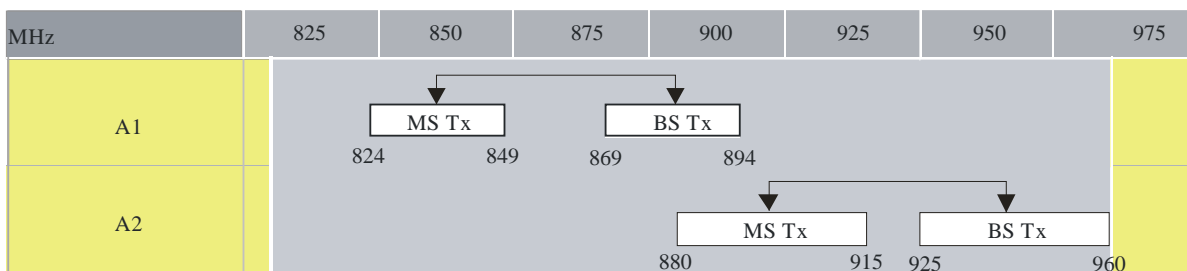 MHz 825 850 875 900 925 950 975
A1 MS Tx BS Tx
824 849 869 894
A2 MS Tx BS Tx
880 915 925 960